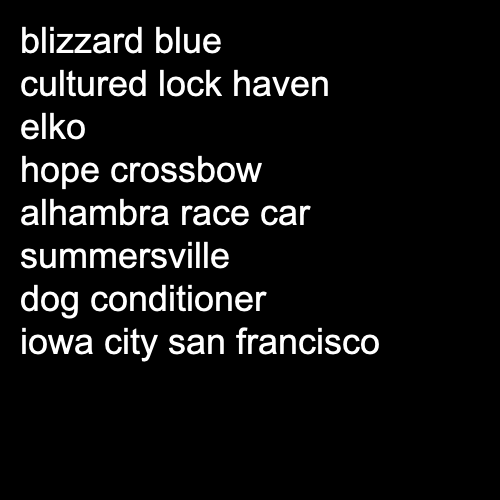 blizzard blue
cultured lock haven
elko
hope crossbow
alhambra race car
summersville
dog conditioner
iowa city san francisco